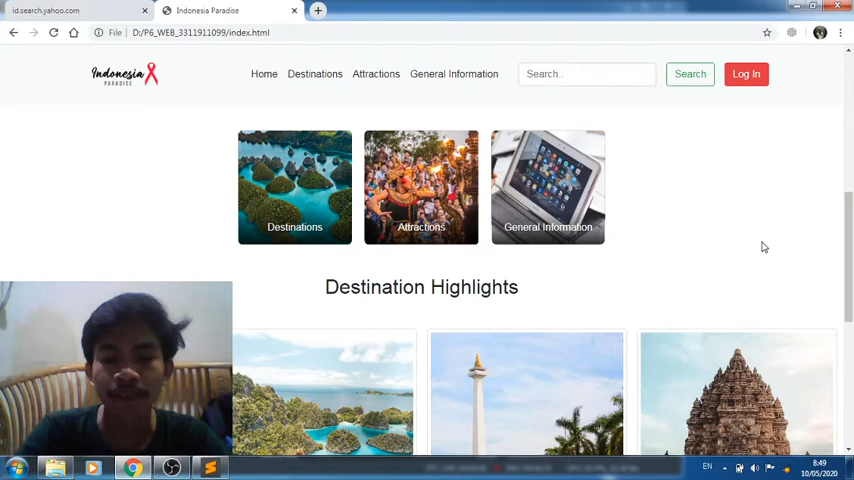 id.search.yahoo.com
Indonesia Paradise
File | D:/P6_WEB_3311911099/index.html
Indonesia
PARADISE
Home Destinations Attractions General Information Search.. Search Log In
Destinations
Attractions
General Information
Destination Highlights
EN
8:49
10/05/2020